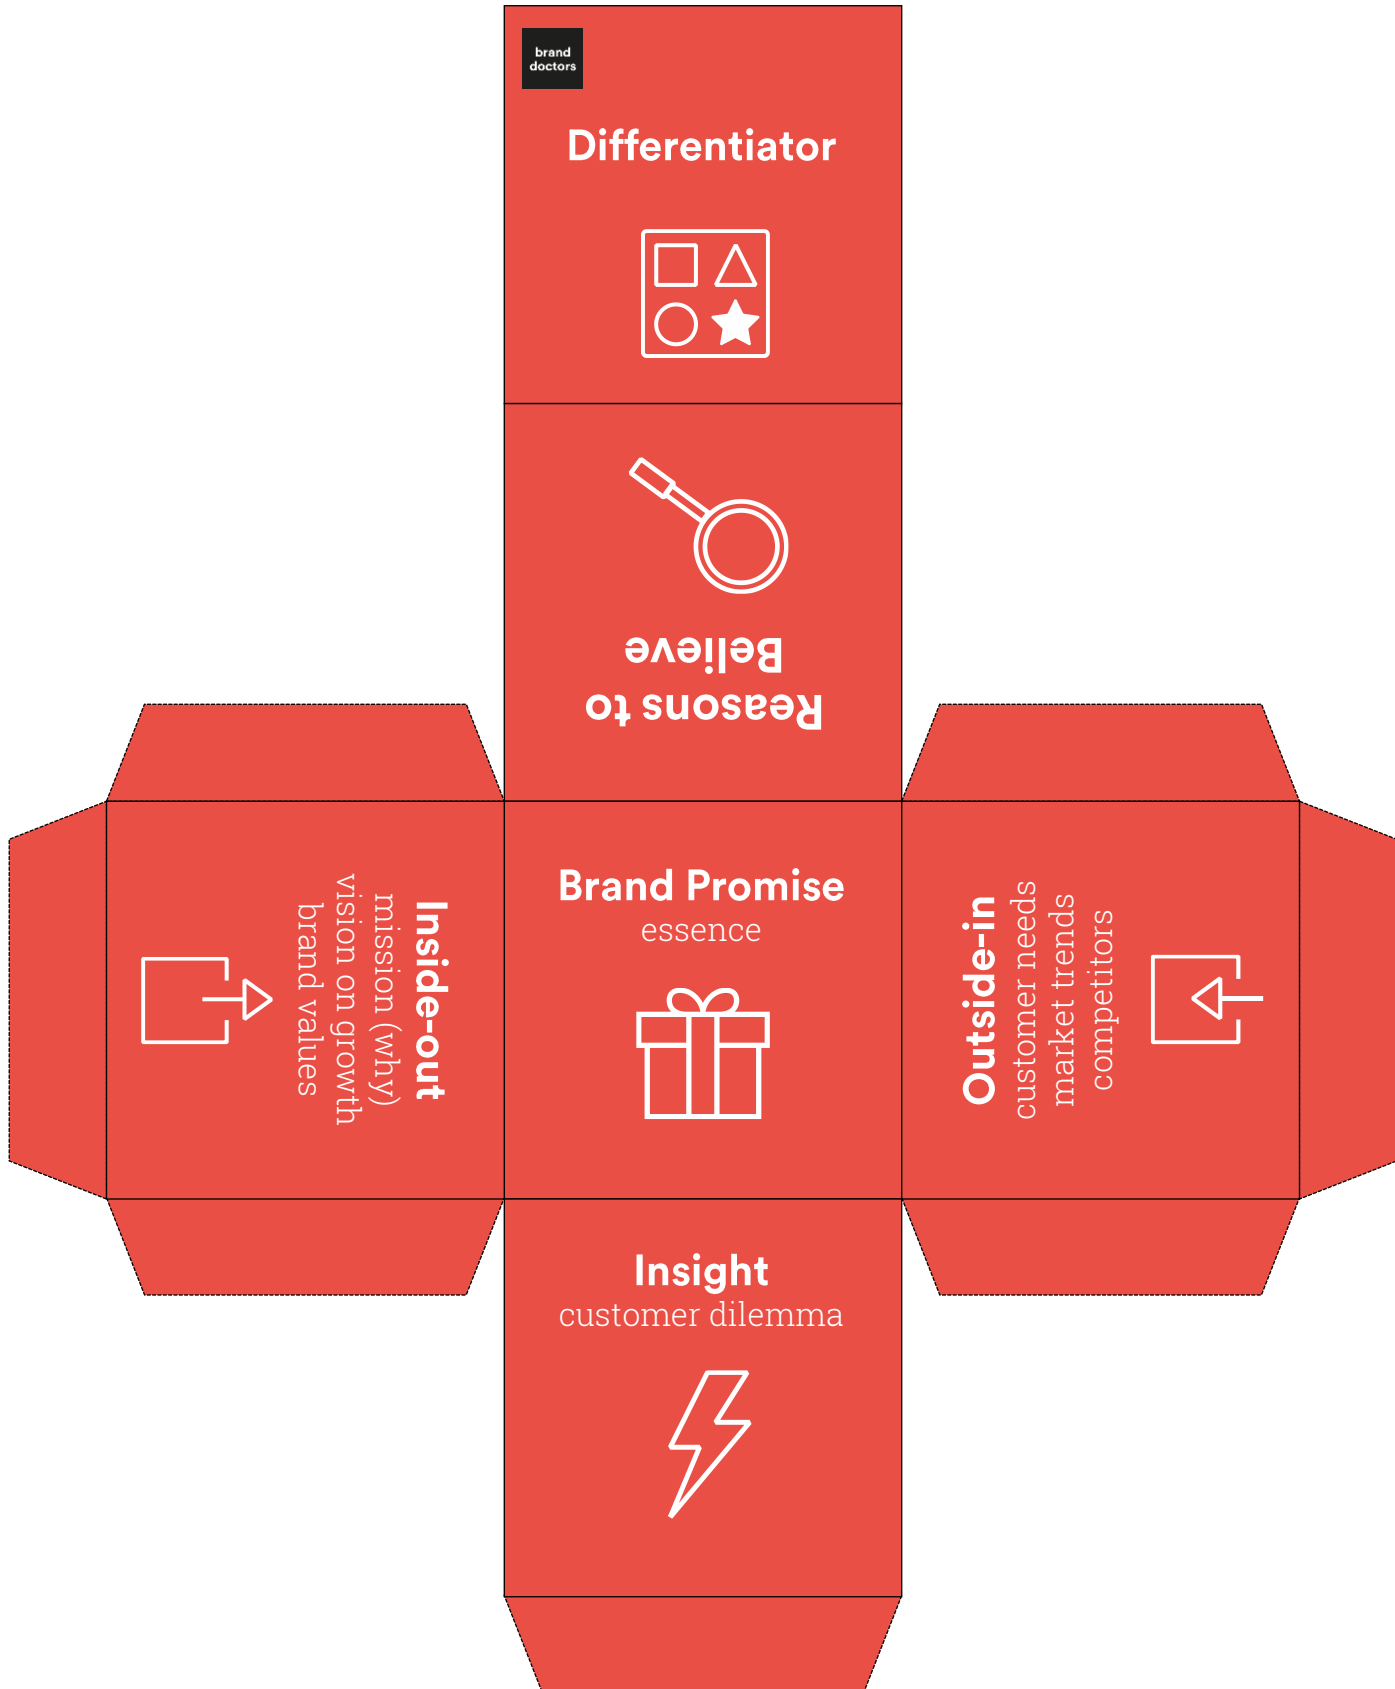 brand
doctors
Differentiator
Reasons to
Believe
Inside-out
mission (why)
vision on growth
brand values
Brand Promise
essence
Outside-in
customer needs
market trends
competitors
Insight
customer dilemma